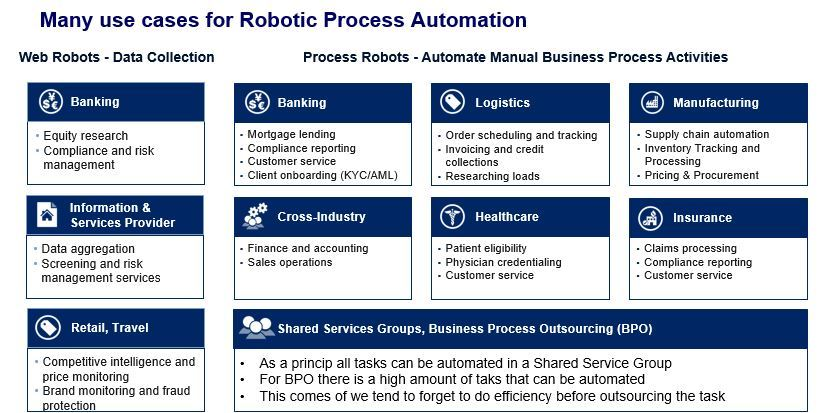 Many use cases for Robotic Process Automation
Web Robots - Data Collection
Process Robots - Automate Manual Business Process Activities
Banking
• Equity research
• Compliance and risk
management
Information &
Services Provider
• Data aggregation
• Screening and risk
management services
Retail, Travel
• Competitive intelligence and
price monitoring
• Brand monitoring and fraud
protection
Banking
• Mortgage lending
• Compliance reporting
• Customer service
• Client onboarding (KYC/AML)
Logistics
• Order scheduling and tracking
• Invoicing and credit
collections
• Researching loads
Manufacturing
• Supply chain automation
• Inventory Tracking and
Processing
• Pricing & Procurement
Cross-Industry
• Finance and accounting
• Sales operations
Healthcare
• Patient eligibility
• Physician credentialing
• Customer service
Insurance
• Claims processing
• Compliance reporting
• Customer service
Shared Services Groups, Business Process Outsourcing (BPO)
• As a princip all tasks can be automated in a Shared Service Group
• For BPO there is a high amount of taks that can be automated
• This comes of we tend to forget to do efficiency before outsourcing the task